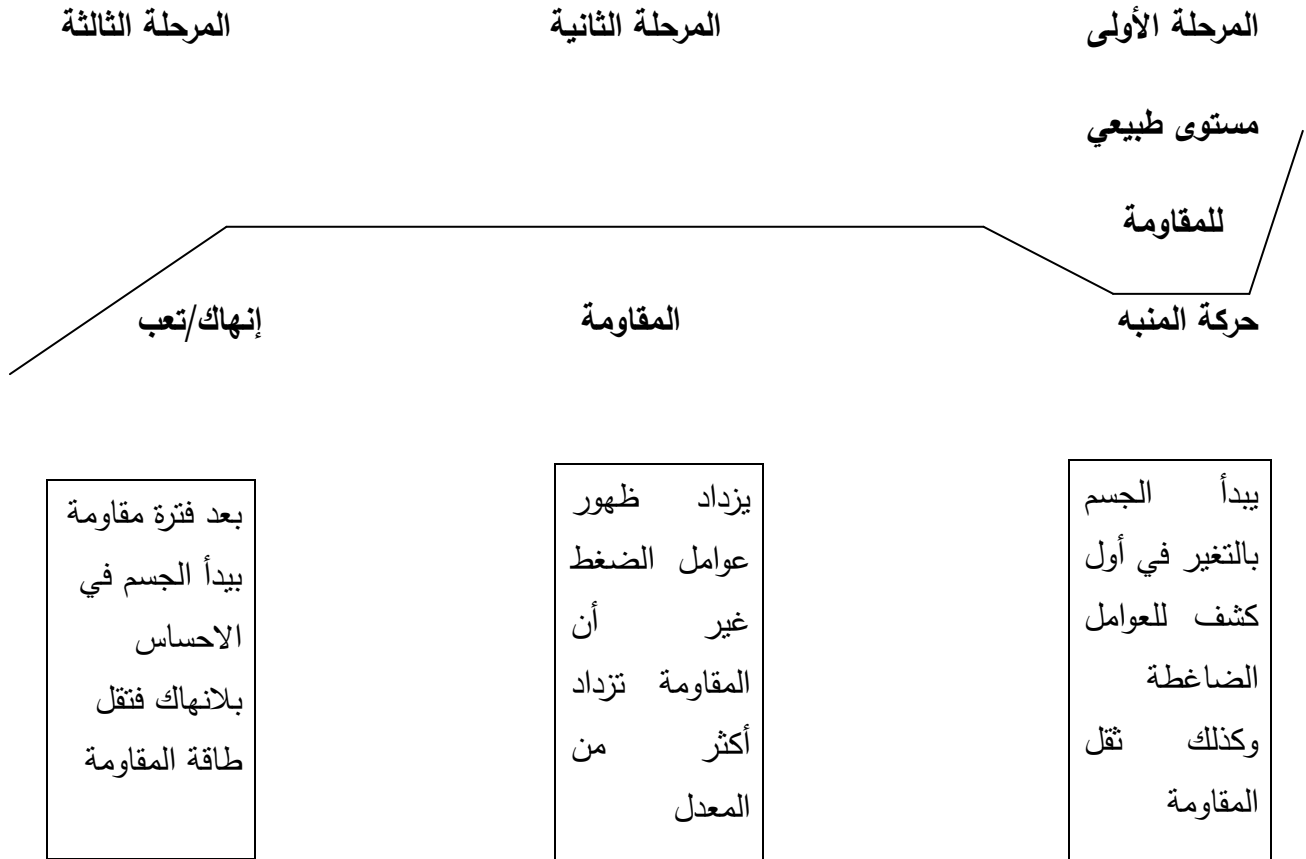 المرحلة الأولى
المرحلة الثانية
المرحلة الثالثة
مستوى طبيعي
للمقاومة
حركة المنبه
المقاومة
إنهاك/تعب
يبدأ الجسم
بالتغير في أول
كشف للعوامل
الضاغطة
وكذلك ثقل
المقاومة
يزداد ظهور
عوامل الضغط
غير أن
المقاومة تزداد
أكثر من
المعدل
بعد فترة مقاومة
يبدأ الجسم في
الاحساس
بلانهاك فتقل
طاقة المقاومة